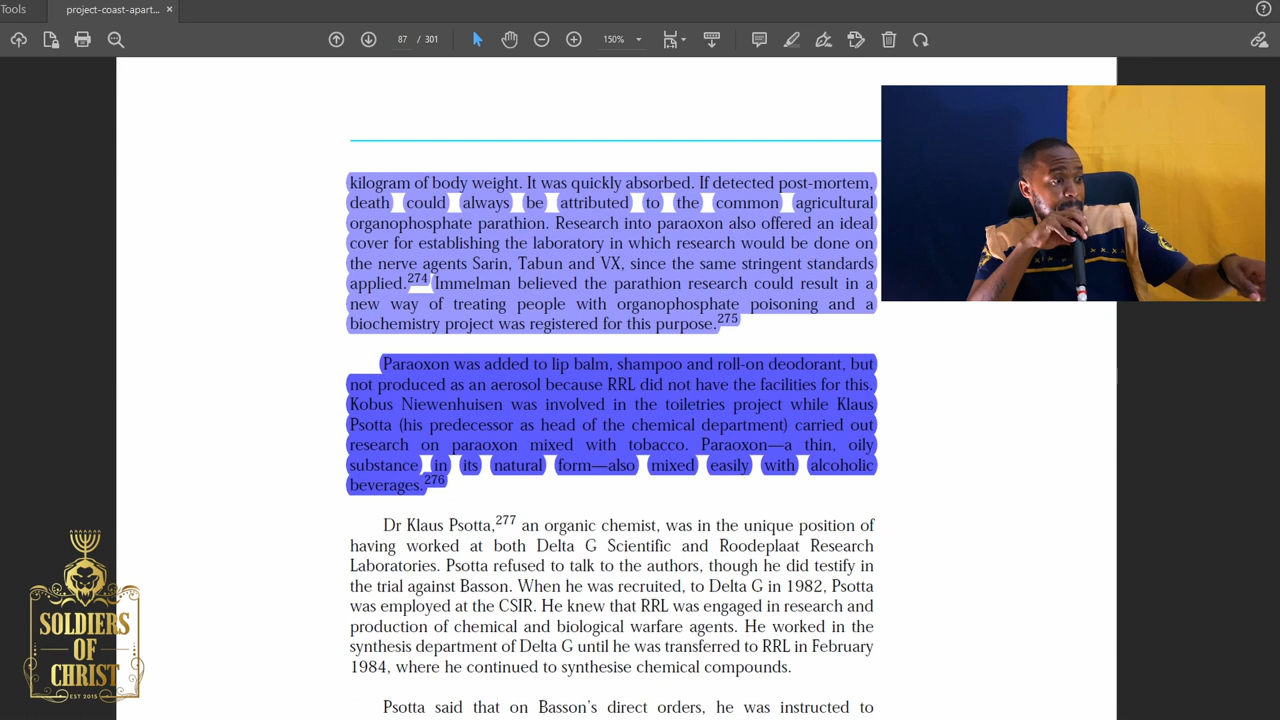 Tools
project-coast-apart... ×
87 / 301
150%
kilogram of body weight. It was quickly absorbed. If detected post-mortem,
death could always be attributed to the common agricultural
organophosphate parathion. Research into paraoxon also offered an ideal
cover for establishing the laboratory in which research would be done on
the nerve agents Sarin, Tabun and VX, since the same stringent standards
applied.274 Immelman believed the parathion research could result in a
new way of treating people with organophosphate poisoning and a
biochemistry project was registered for this purpose.275
Paraoxon was added to lip balm, shampoo and roll-on deodorant, but
not produced as an aerosol because RRL did not have the facilities for this.
Kobus Niewenhuisen was involved in the toiletries project while Klaus
Psotta (his predecessor as head of the chemical department) carried out
research on paraoxon mixed with tobacco. Paraoxon—a thin, oily
substance in its natural form—also mixed easily with alcoholic
beverages.276
Dr Klaus Psotta,277 an organic chemist, was in the unique position of
having worked at both Delta G Scientific and Roodeplaat Research
Laboratories. Psotta refused to talk to the authors, though he did testify in
the trial against Basson. When he was recruited, to Delta G in 1982, Psotta
was employed at the CSIR. He knew that RRL was engaged in research and
production of chemical and biological warfare agents. He worked in the
synthesis department of Delta G until he was transferred to RRL in February
1984, where he continued to synthesise chemical compounds.
Psotta said that on Basson's direct orders, he was instructed to
SOLDIERS
OF
CHRIST
EST 2015